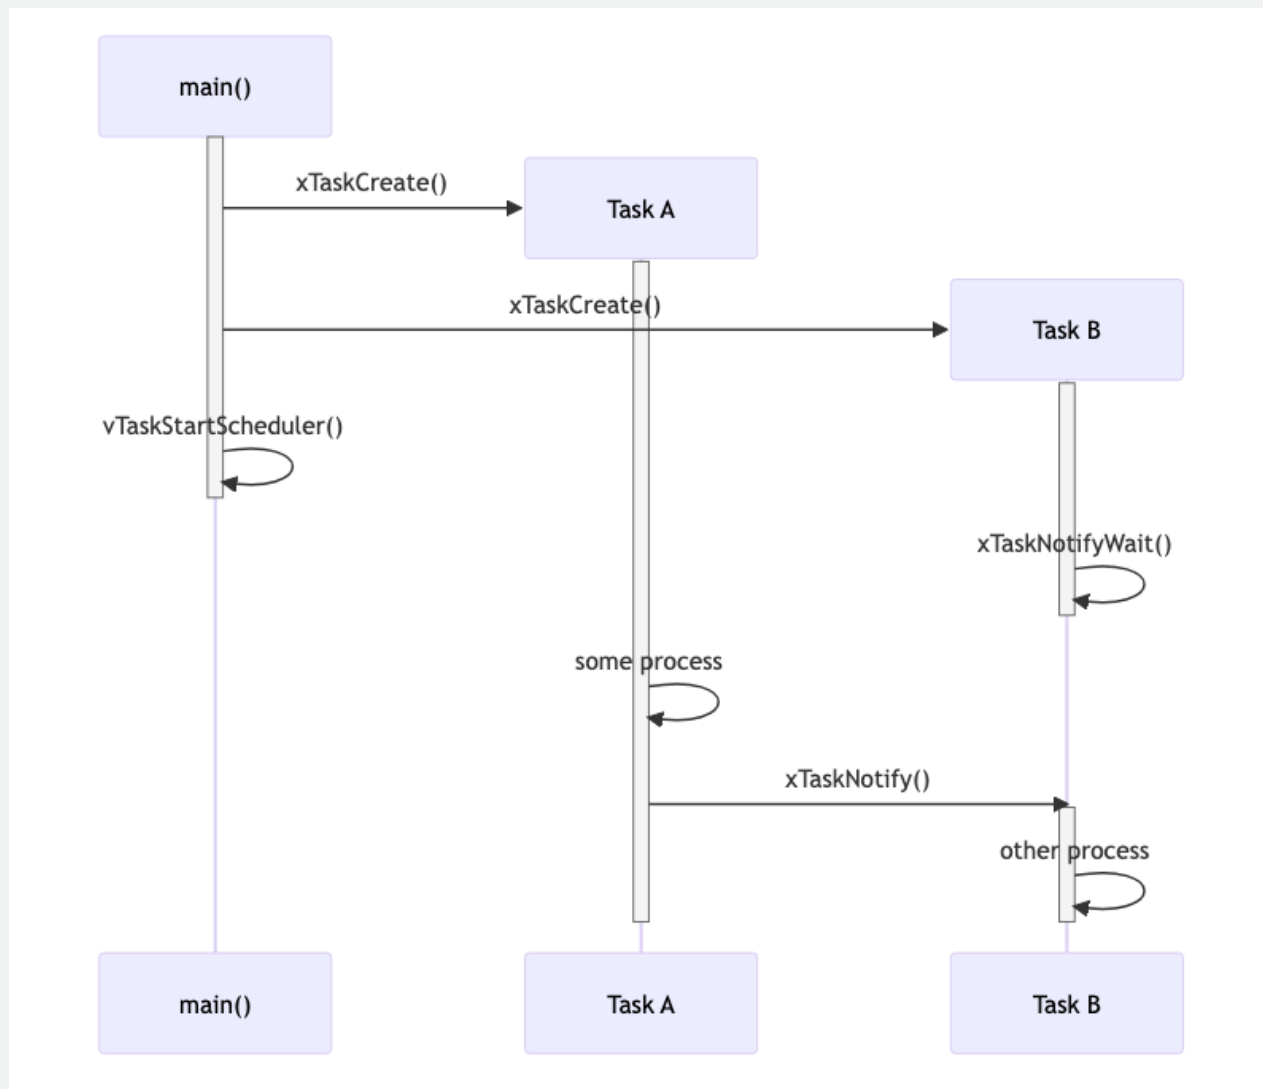 main()
xTaskCreate()
Task A
xTaskCreate()
Task B
vTaskStartScheduler()
xTaskNotifyWait()
some process
xTaskNotify()
other process
main()
Task A
Task B